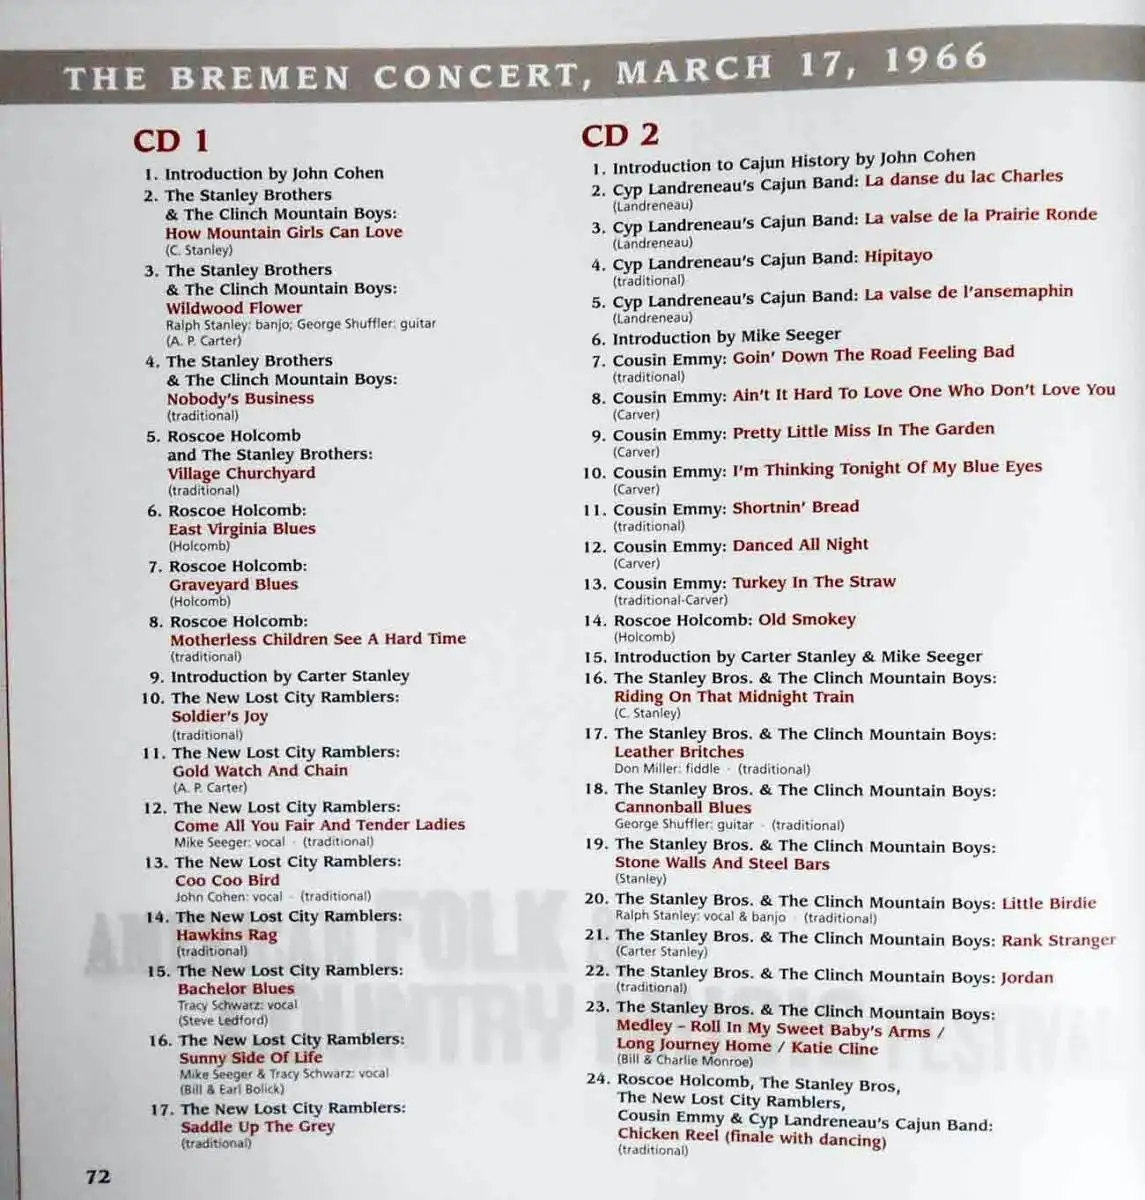 THE BREMEN CONCERT, MARCH 17, 1966
CD 1
1. Introduction by John Cohen
2. The Stanley Brothers
& The Clinch Mountain Boys:
How Mountain Girls Can Love
(C. Stanley)
3. The Stanley Brothers
& The Clinch Mountain Boys:
Wildwood Flower
Ralph Stanley: banjo; George Shuffler: guitar
(A. P. Carter)
4. The Stanley Brothers
& The Clinch Mountain Boys:
Nobody's Business
(traditional)
5. Roscoe Holcomb
and The Stanley Brothers:
Village Churchyard
(traditional)
6. Roscoe Holcomb:
East Virginia Blues
(Holcomb)
7. Roscoe Holcomb:
Graveyard Blues
(Holcomb)
8. Roscoe Holcomb:
Motherless Children See A Hard Time
(traditional)
9. Introduction by Carter Stanley
10. The New Lost City Ramblers:
Soldier's Joy
(traditional)
11. The New Lost City Ramblers:
Gold Watch And Chain
(A. P. Carter)
12. The New Lost City Ramblers:
Come All You Fair And Tender Ladies
Mike Seeger: vocal · (traditional)
13. The New Lost City Ramblers:
Coo Coo Bird
John Cohen: vocal · (traditional)
14. The New Lost City Ramblers:
Hawkins Rag
(traditional)
15. The New Lost City Ramblers:
Bachelor Blues
Tracy Schwarz: vocal
(Steve Ledford)
16. The New Lost City Ramblers:
Sunny Side Of Life
Mike Seeger & Tracy Schwarz: vocal
(Bill & Earl Bolick)
17. The New Lost City Ramblers:
Saddle Up The Grey
(traditional)
72
CD 2
1. Introduction to Cajun History by John Cohen
2. Cyp Landreneau's Cajun Band: La danse du lac Charles
(Landreneau)
3. Cyp Landreneau's Cajun Band: La valse de la Prairie Ronde
(Landreneau)
4. Cyp Landreneau's Cajun Band: Hipitayo
(traditional)
5. Cyp Landreneau's Cajun Band: La valse de l'ansemaphin
(Landreneau)
6. Introduction by Mike Seeger
7. Cousin Emmy: Goin' Down The Road Feeling Bad
(traditional)
8. Cousin Emmy: Ain't It Hard To Love One Who Don't Love You
(Carver)
9. Cousin Emmy: Pretty Little Miss In The Garden
(Carver)
10. Cousin Emmy: I'm Thinking Tonight Of My Blue Eyes
(Carver)
11. Cousin Emmy: Shortnin' Bread
(traditional)
12. Cousin Emmy: Danced All Night
(Carver)
13. Cousin Emmy: Turkey In The Straw
(traditional-Carver)
14. Roscoe Holcomb: Old Smokey
(Holcomb)
15. Introduction by Carter Stanley & Mike Seeger
16. The Stanley Bros. & The Clinch Mountain Boys:
Riding On That Midnight Train
(C. Stanley)
17. The Stanley Bros. & The Clinch Mountain Boys:
Leather Britches
Don Miller: fiddle · (traditional)
18. The Stanley Bros. & The Clinch Mountain Boys:
Cannonball Blues
George Shuffler: guitar · (traditional)
19. The Stanley Bros. & The Clinch Mountain Boys:
Stone Walls And Steel Bars
(Stanley)
20. The Stanley Bros. & The Clinch Mountain Boys: Little Birdie
Ralph Stanley: vocal & banjo · (traditional)
21. The Stanley Bros. & The Clinch Mountain Boys: Rank Stranger
(Carter Stanley)
22. The Stanley Bros. & The Clinch Mountain Boys: Jordan
(traditional)
23. The Stanley Bros. & The Clinch Mountain Boys:
Medley – Roll In My Sweet Baby's Arms /
Long Journey Home / Katie Cline
(Bill & Charlie Monroe)
24. Roscoe Holcomb, The Stanley Bros,
The New Lost City Ramblers,
Cousin Emmy & Cyp Landreneau's Cajun Band:
Chicken Reel (finale with dancing)
(traditional)